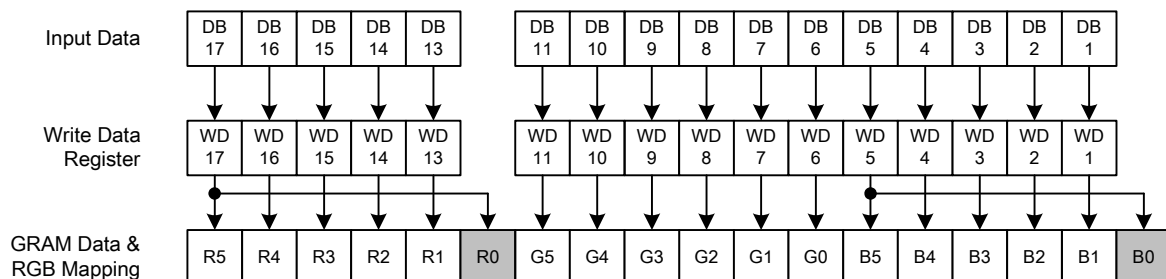 Input Data
DB DB DB DB DB DB DB DB DB DB DB DB DB DB DB DB
17 16 15 14 13 11 10 9 8 7 6 5 4 3 2 1
Write Data
Register
WD WD WD WD WD WD WD WD WD WD WD WD WD WD WD WD
17 16 15 14 13 11 10 9 8 7 6 5 4 3 2 1
GRAM Data &
RGB Mapping
R5 R4 R3 R2 R1 R0 G5 G4 G3 G2 G1 G0 B5 B4 B3 B2 B1 B0